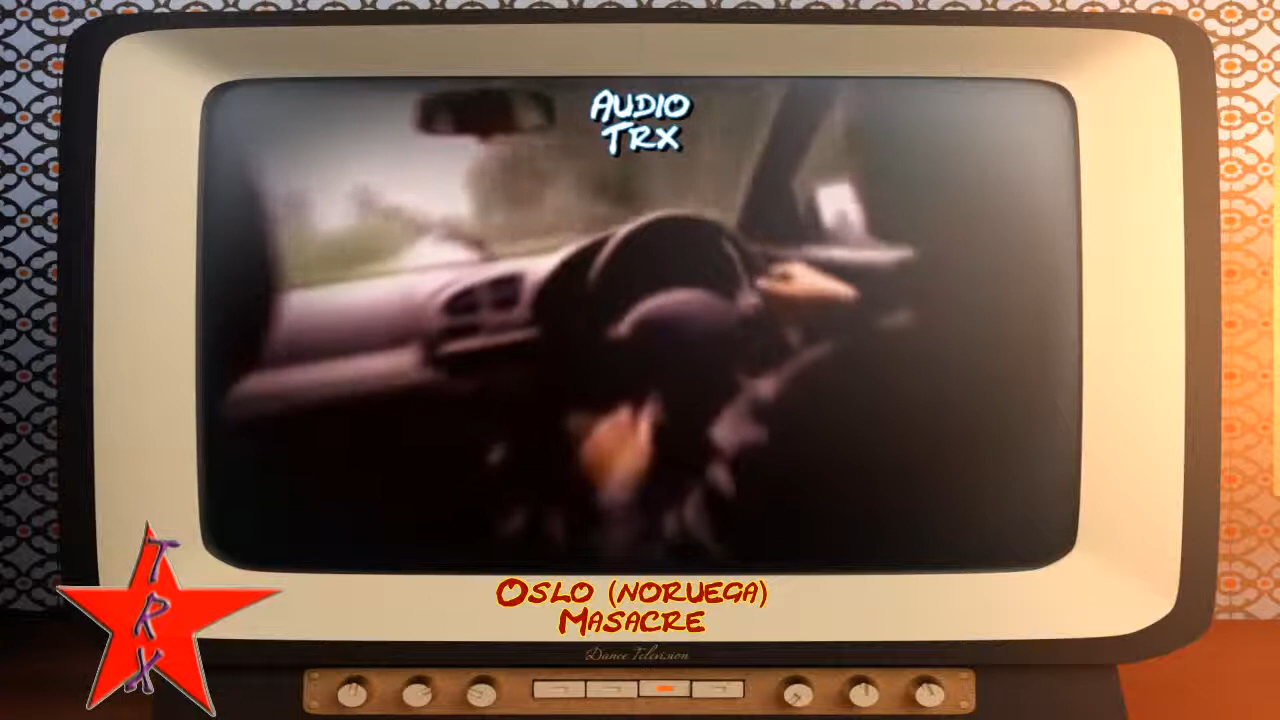 AUDIO
TRX
OSLO (NORUEGA)
MASACRE
Dance Television
TRX